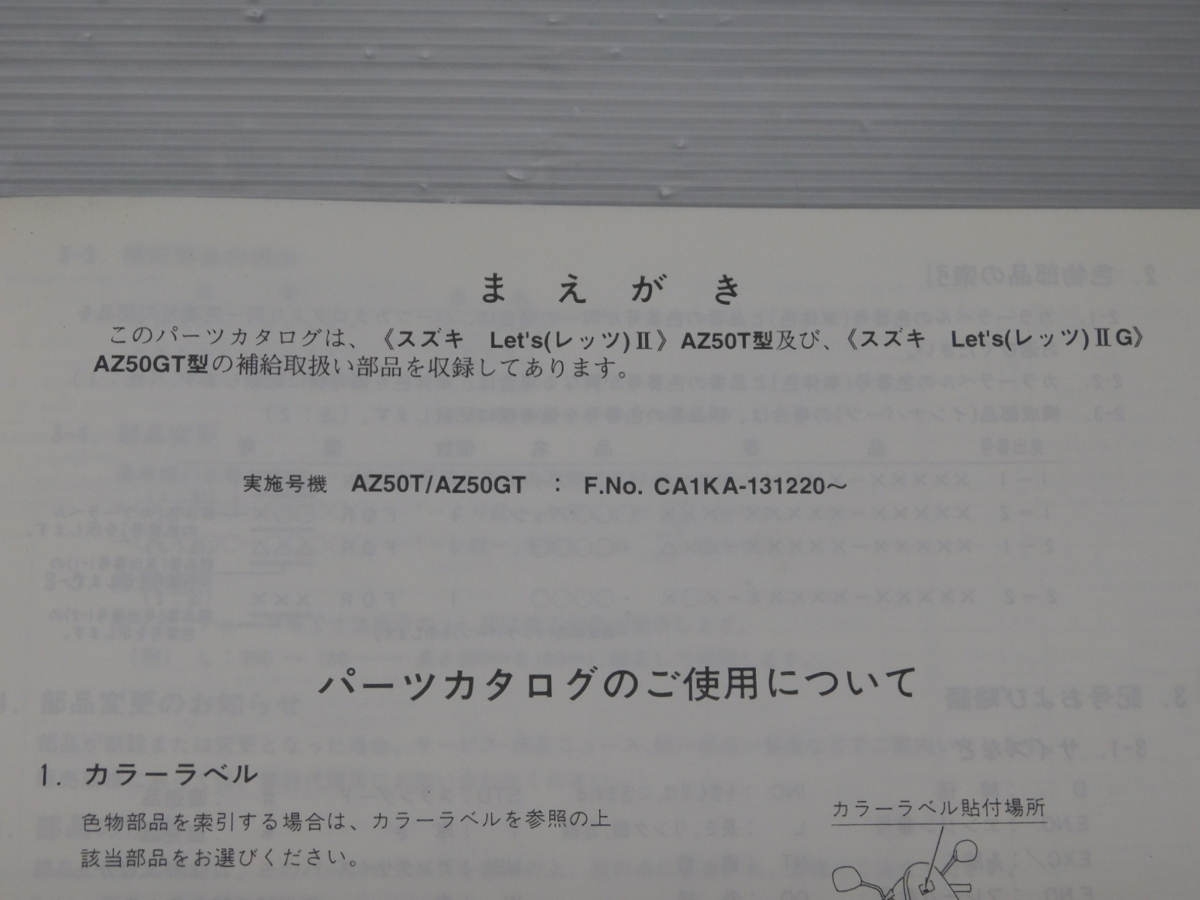 まえがき
このパーツカタログは、《スズキ　Let's(レッツ)Ⅱ》AZ50T型及び、《スズキ　Let's(レッツ)ⅡG》
AZ50GT型の補給取扱い部品を収録してあります。
実施号機　AZ50T/AZ50GT　:　F.No. CA1KA-131220～
パーツカタログのご使用について
1. カラーラベル
色物部品を索引する場合は、カラーラベルを参照の上
該当部品をお選びください。
カラーラベル貼付場所